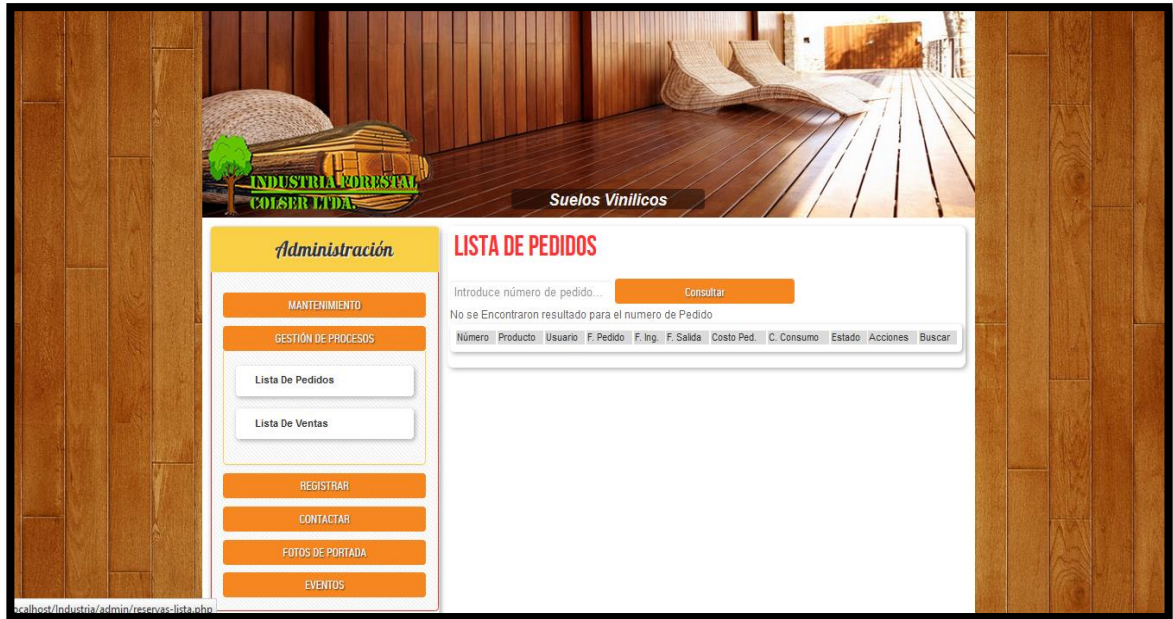 INDUSTRIA FORESTAL
COLSER LTDA.
Suelos Vinilicos
Administración
MANTENIMIENTO
GESTIÓN DE PROCESOS
Lista De Pedidos
Lista De Ventas
REGISTRAR
CONTACTAR
FOTOS DE PORTADA
EVENTOS
LISTA DE PEDIDOS
Introduce número de pedido... Consultar
No se Encontraron resultado para el numero de Pedido
Número Producto Usuario F. Pedido F. Ing. F. Salida Costo Ped. C. Consumo Estado Acciones Buscar
ocalhost/Industria/admin/reservas-lista.php